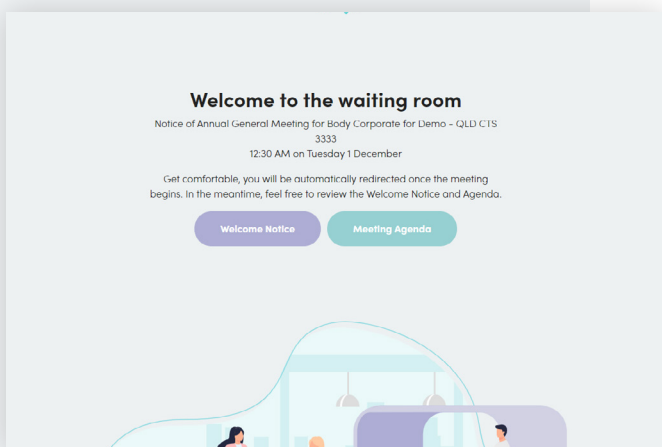 Welcome to the waiting room
Notice of Annual General Meeting for Body Corporate for Demo - QLD CTS
3333
12:30 AM on Tuesday 1 December
Get comfortable, you will be automatically redirected once the meeting
begins. In the meantime, feel free to review the Welcome Notice and Agenda.
Welcome Notice
Meeting Agenda